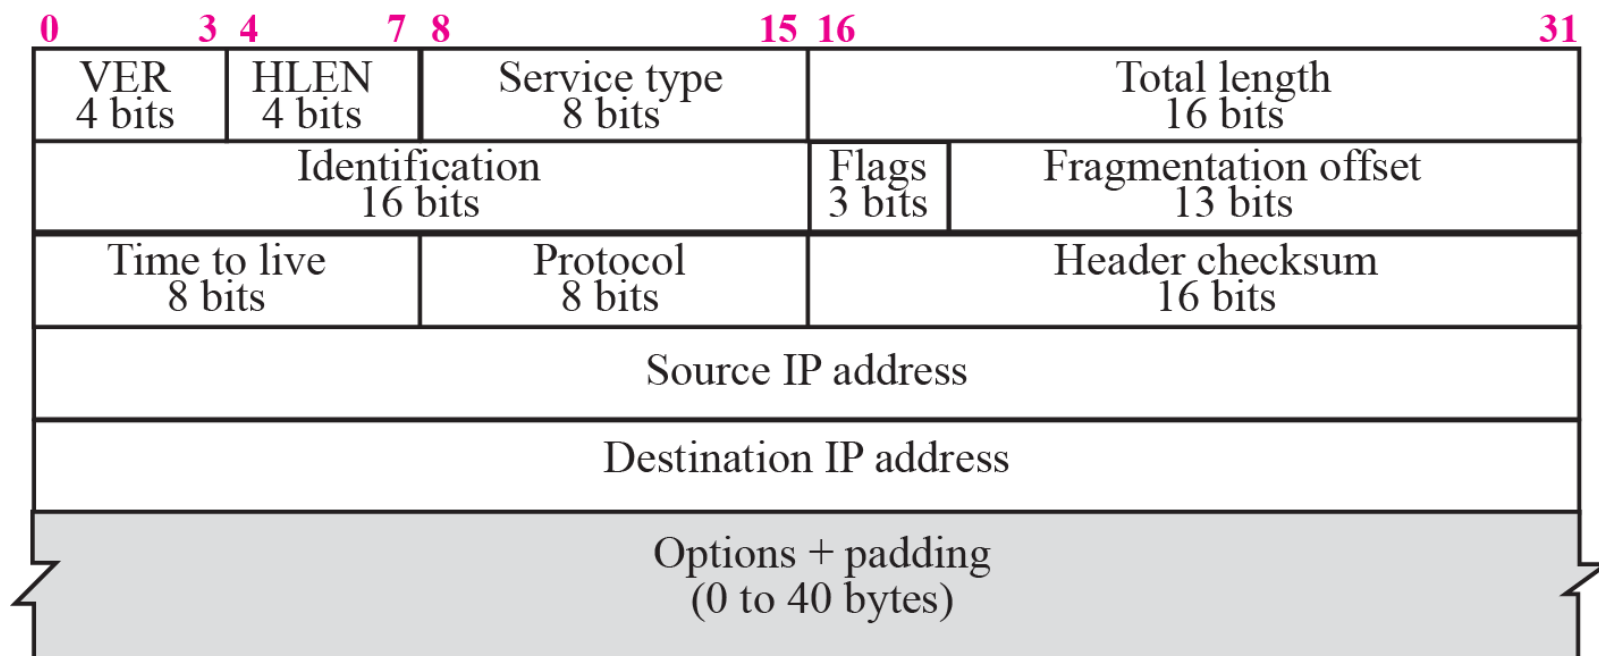 0 3 4 7 8 15 16 31
VER HLEN Service type Total length
4 bits 4 bits 8 bits 16 bits
Identification Flags Fragmentation offset
16 bits 3 bits 13 bits
Time to live Protocol Header checksum
8 bits 8 bits 16 bits
Source IP address
Destination IP address
Options + padding
(0 to 40 bytes)